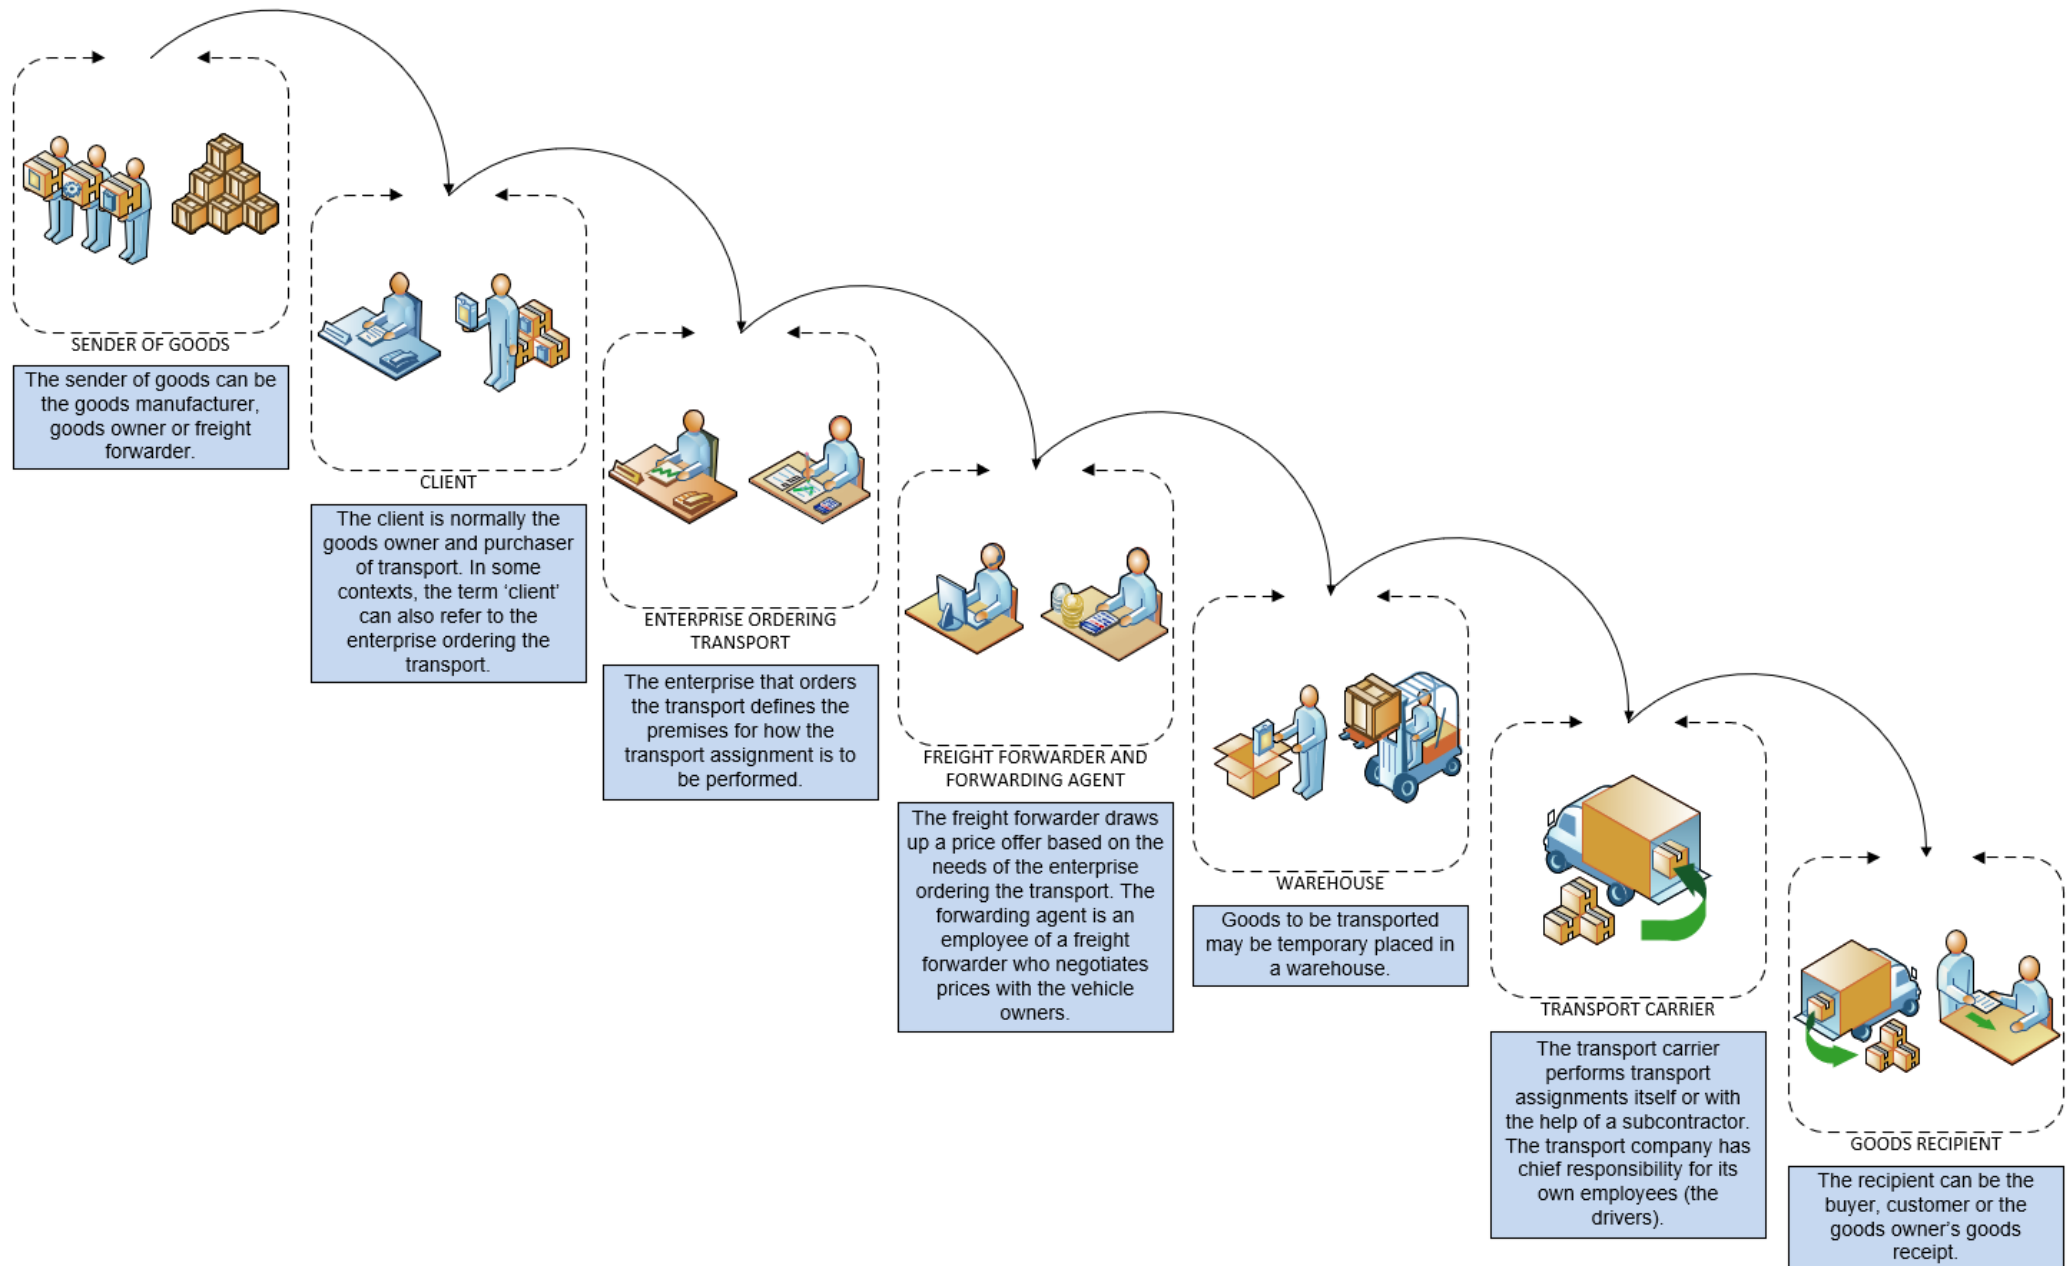 SENDER OF GOODS
The sender of goods can be
the goods manufacturer,
goods owner or freight
forwarder.
CLIENT
The client is normally the
goods owner and purchaser
of transport. In some
contexts, the term ‘client’
can also refer to the
enterprise ordering the
transport.
ENTERPRISE ORDERING
TRANSPORT
The enterprise that orders
the transport defines the
premises for how the
transport assignment is to
be performed.
FREIGHT FORWARDER AND
FORWARDING AGENT
The freight forwarder draws
up a price offer based on the
needs of the enterprise
ordering the transport. The
forwarding agent is an
employee of a freight
forwarder who negotiates
prices with the vehicle
owners.
WAREHOUSE
Goods to be transported
may be temporary placed in
a warehouse.
TRANSPORT CARRIER
The transport carrier
performs transport
assignments itself or with
the help of a subcontractor.
The transport company has
chief responsibility for its
own employees (the
drivers).
GOODS RECIPIENT
The recipient can be the
buyer, customer or the
goods owner’s goods
receipt.